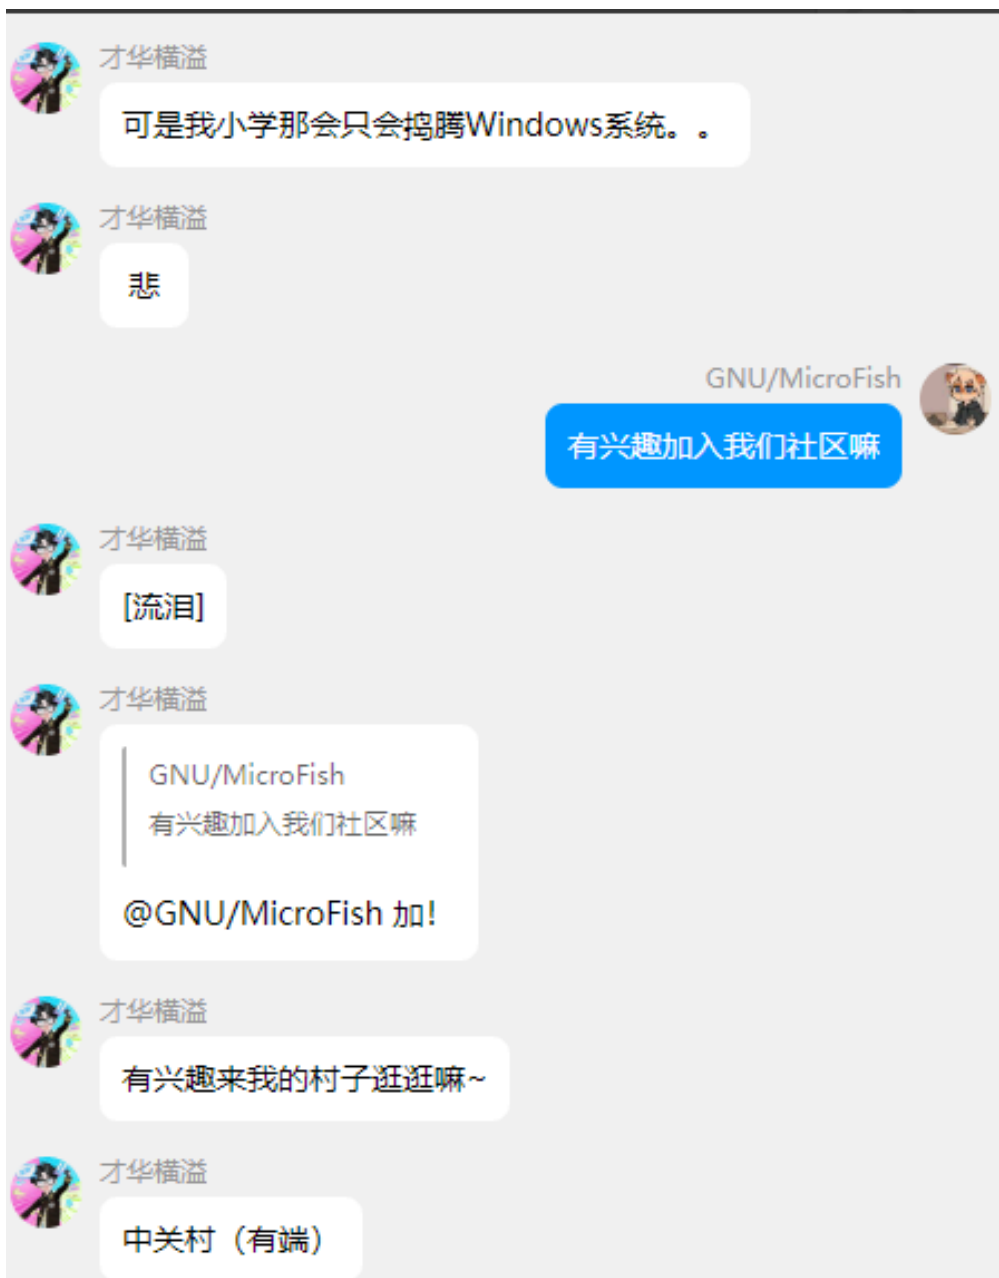 才华横溢
可是我小学那会只会捣腾Windows系统。。
才华横溢
悲
GNU/MicroFish
有兴趣加入我们社区嘛
才华横溢
[流泪]
才华横溢
GNU/MicroFish
有兴趣加入我们社区嘛
@GNU/MicroFish 加!
才华横溢
有兴趣来我的村子逛逛嘛~
才华横溢
中关村（有端）